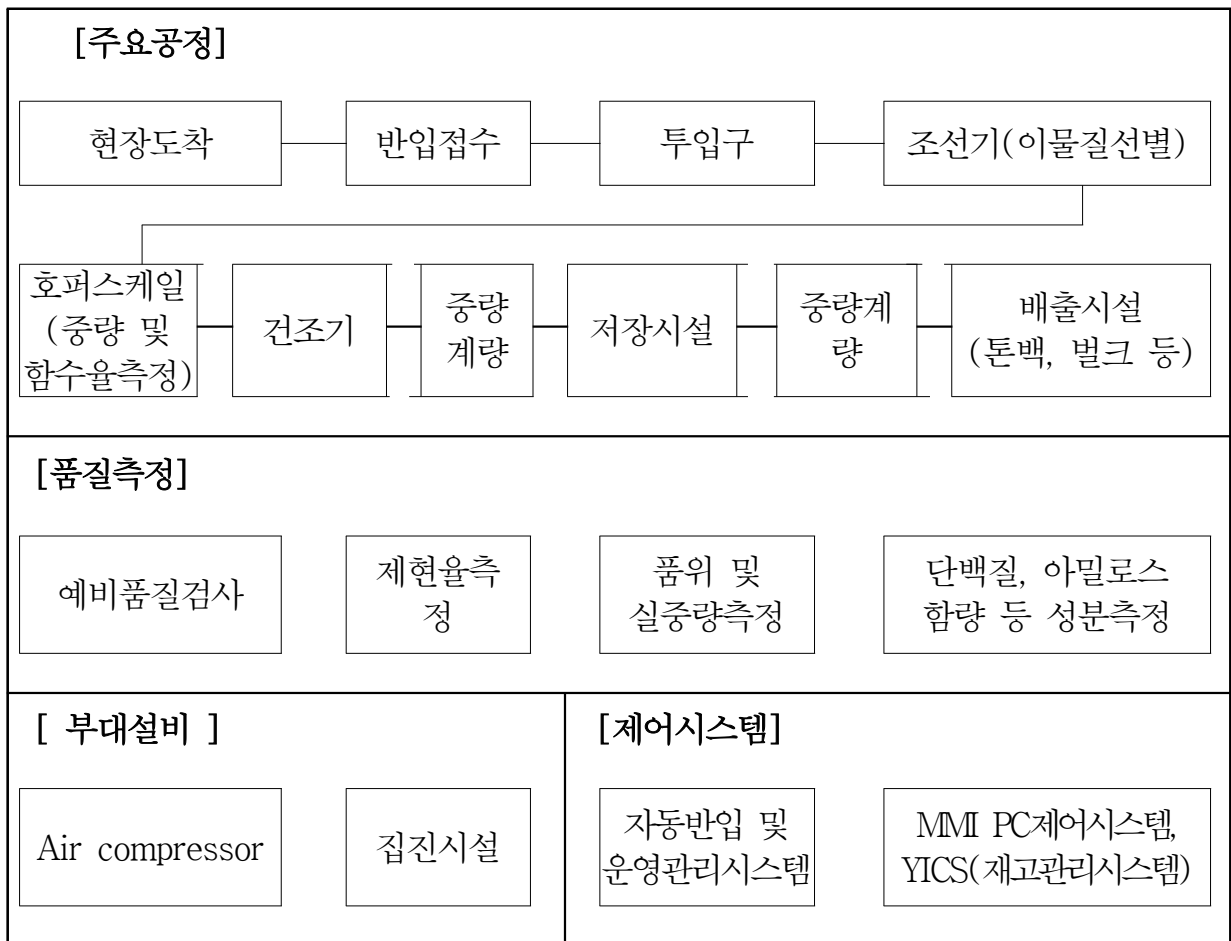 [주요공정]
현장도착
반입접수
투입구
조선기(이물질선별)
호퍼스케일
(중량 및
함수율측정)
건조기
중량
계량
저장시설
중량계
량
배출시설
(톤백, 벌크 등)
[품질측정]
예비품질검사
제현율측
정
품위 및
실중량측정
단백질, 아밀로스
함량 등 성분측정
[ 부대설비 ]
Air compressor
집진시설
[제어시스템]
자동반입 및
운영관리시스템
MMI PC제어시스템,
YICS(재고관리시스템)